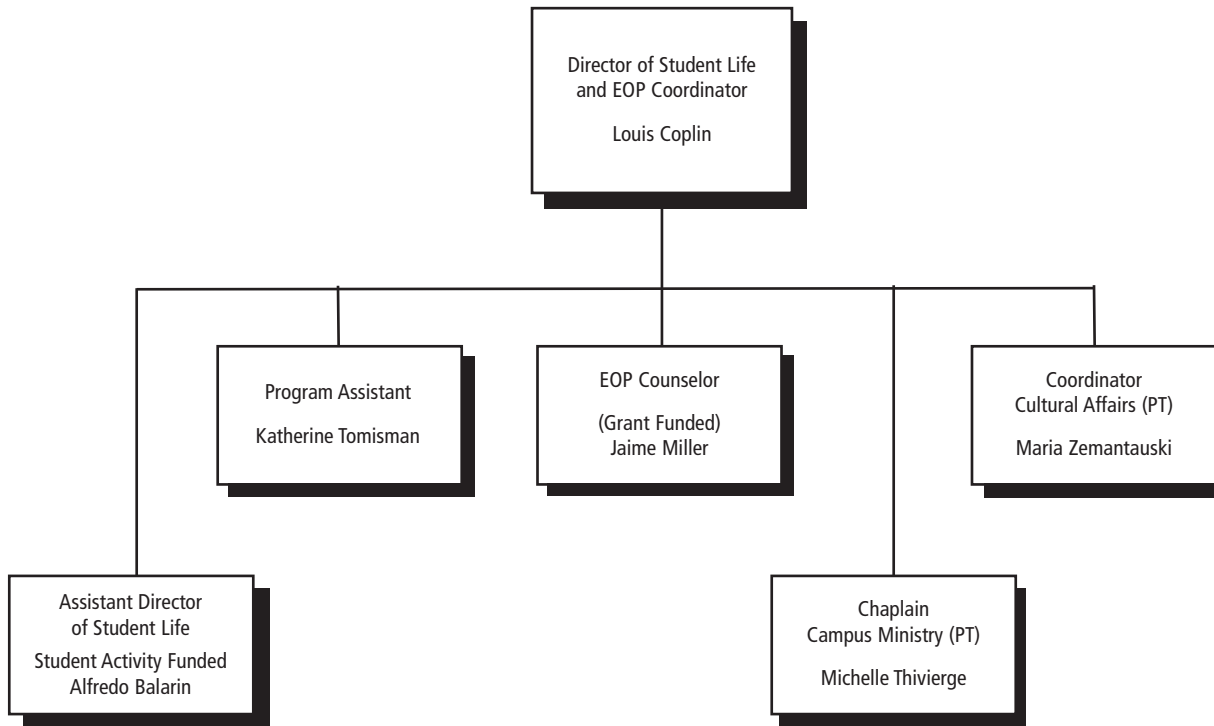 Director of Student Life
and EOP Coordinator
Louis Coplin
Program Assistant
Katherine Tomisman
EOP Counselor
(Grant Funded)
Jaime Miller
Coordinator
Cultural Affairs (PT)
Maria Zemantauski
Assistant Director
of Student Life
Student Activity Funded
Alfredo Balarin
Chaplain
Campus Ministry (PT)
Michelle Thivierge